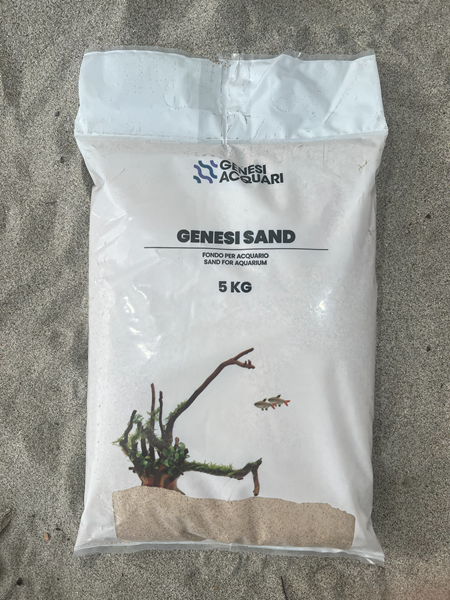 GENESI
ACQUARI
GENESI SAND
FONDO PER ACQUARIO
SAND FOR AQUARIUM
5 KG